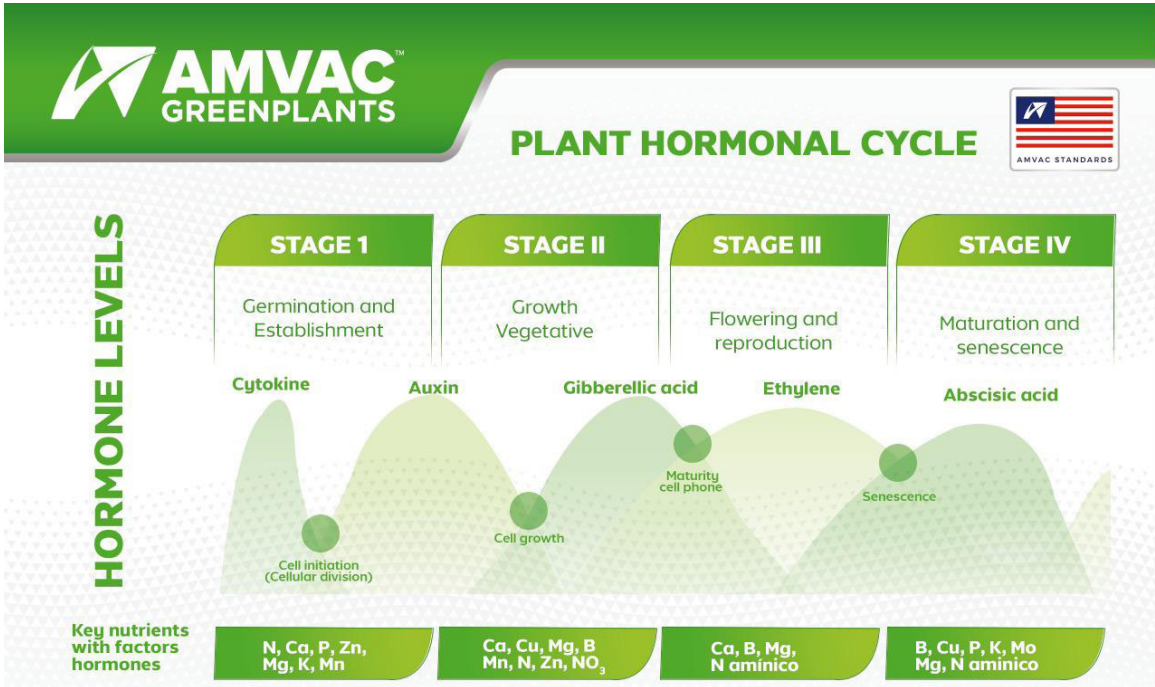 AMVAC™
GREENPLANTS
PLANT HORMONAL CYCLE
AMVAC STANDARDS
HORMONE LEVELS
STAGE 1
STAGE II
STAGE III
STAGE IV
Germination and
Establishment
Growth
Vegetative
Flowering and
reproduction
Maturation and
senescence
Cytokine
Auxin
Gibberellic acid
Ethylene
Abscisic acid
Cell initiation
(Cellular division)
Cell growth
Maturity
cell phone
Senescence
Key nutrients
with factors
hormones
N, Ca, P, Zn,
Mg, K, Mn
Ca, Cu, Mg, B
Mn, N, Zn, NO₃
Ca, B, Mg,
N amínico
B, Cu, P, K, Mo
Mg, N aminico